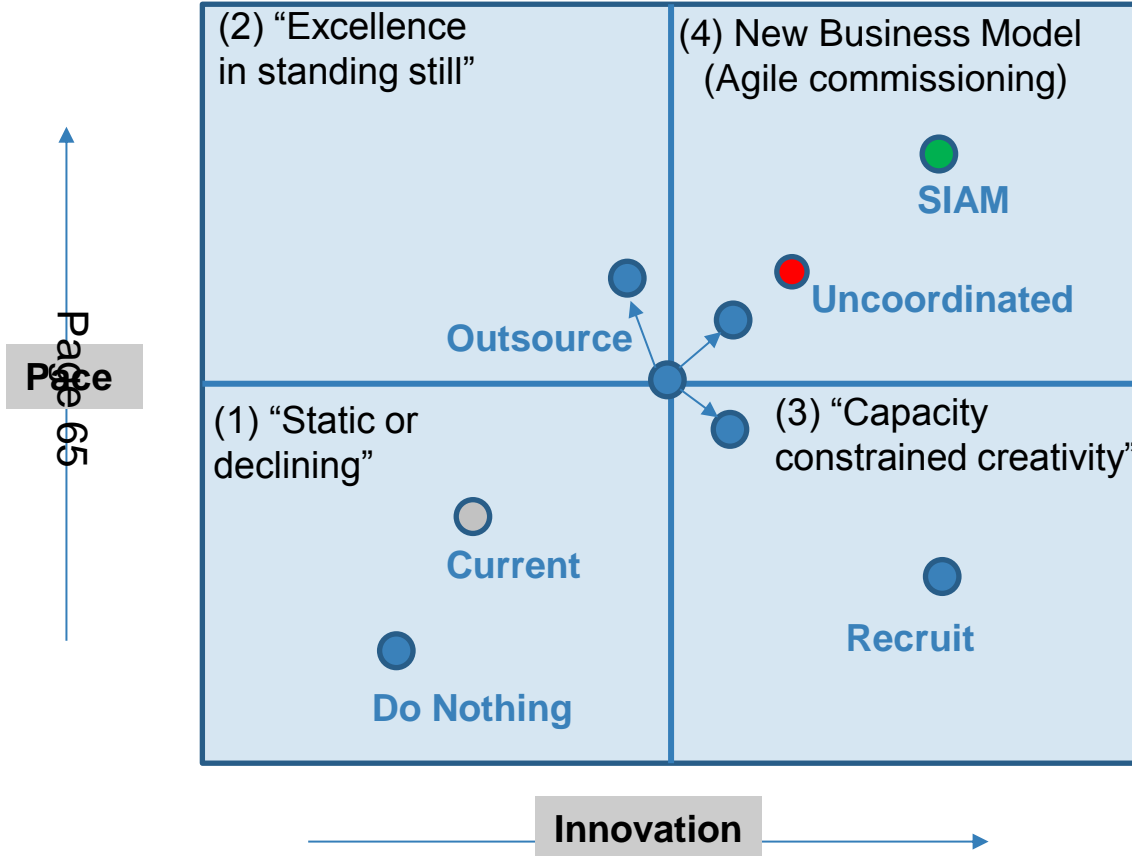 (2) “Excellence
in standing still”
(4) New Business Model
(Agile commissioning)
SIAM
Uncoordinated
Outsource
Pace
Page 65
(1) “Static or
declining”
(3) “Capacity
constrained creativity”
Current
Recruit
Do Nothing
Innovation